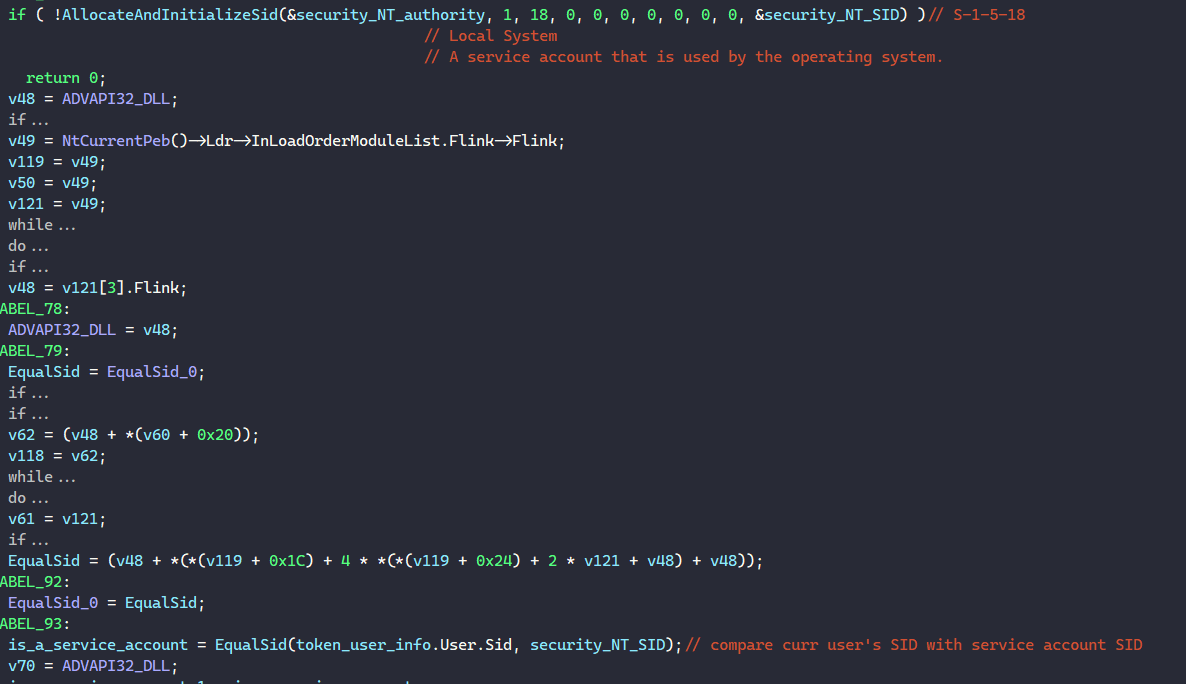 if ( !AllocateAndInitializeSid(&security_NT_authority, 1, 18, 0, 0, 0, 0, 0, 0, 0, &security_NT_SID) )// S-1-5-18
// Local System
// A service account that is used by the operating system.
return 0;
v48 = ADVAPI32_DLL;
if ...
v49 = NtCurrentPeb()->Ldr->InLoadOrderModuleList.Flink->Flink;
v119 = v49;
v50 = v49;
v121 = v49;
while ...
do ...
if ...
v48 = v121[3].Flink;
ABEL_78:
ADVAPI32_DLL = v48;
ABEL_79:
EqualSid = EqualSid_0;
if ...
if ...
v62 = (v48 + *(v60 + 0x20));
v118 = v62;
while ...
do ...
v61 = v121;
if ...
EqualSid = (v48 + *(*(v119 + 0x1C) + 4 * *(*(v119 + 0x24) + 2 * v121 + v48) + v48));
ABEL_92:
EqualSid_0 = EqualSid;
ABEL_93:
is_a_service_account = EqualSid(token_user_info.User.Sid, security_NT_SID);// compare curr user's SID with service account SID
v70 = ADVAPI32_DLL;